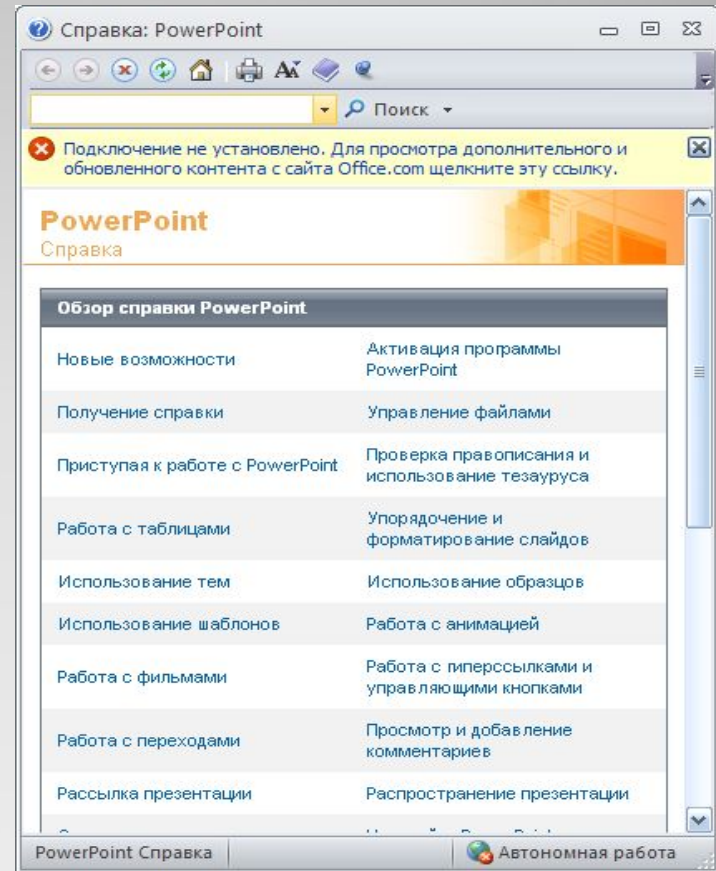 Справка: PowerPoint
Поиск
Подключение не установлено. Для просмотра дополнительного и
обновленного контента с сайта Office.com щелкните эту ссылку.
PowerPoint
Справка
Обзор справки PowerPoint
Новые возможности
Активация программы
PowerPoint
Получение справки
Управление файлами
Приступая к работе с PowerPoint
Проверка правописания и
использование тезауруса
Работа с таблицами
Упорядочение и
форматирование слайдов
Использование тем
Использование образцов
Использование шаблонов
Работа с анимацией
Работа с фильмами
Работа с гиперссылками и
управляющими кнопками
Работа с переходами
Просмотр и добавление
комментариев
Рассылка презентации
Распространение презентации
PowerPoint Справка
Автономная работа